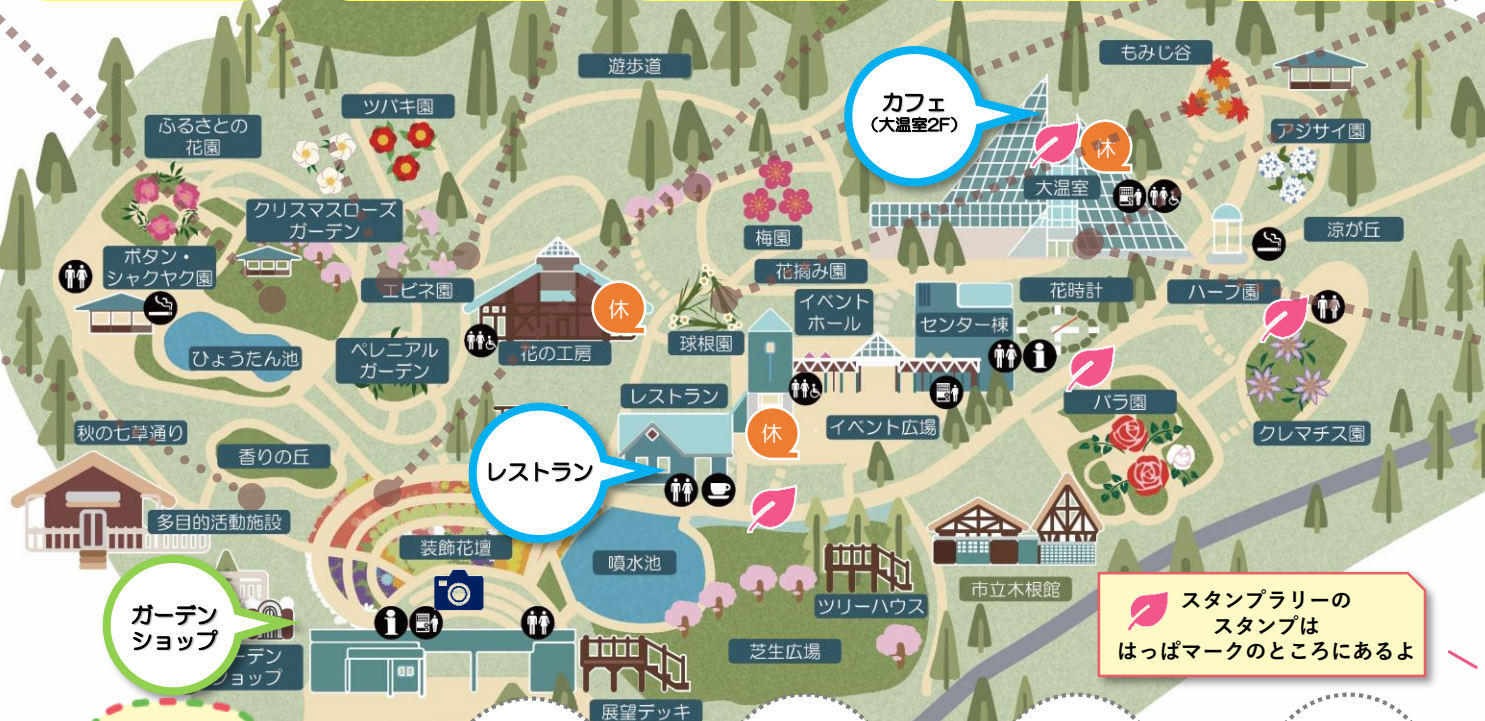 遊歩道
もみじ谷
カフェ
(大温室2F)
ツバキ園
ふるさとの
花園
アジサイ園
休
大温室
クリスマスローズ
ガーデン
梅園
涼が丘
ボタン・
シャクヤク園
花摘み園
エビネ園
イベント
ホール
花時計
ハーブ園
休
センター棟
球根園
花の工房
ひょうたん池
ペレニアル
ガーデン
レストラン
バラ園
休
イベント広場
クレマチス園
秋の七草通り
香りの丘
レストラン
多目的活動施設
装飾花壇
噴水池
ツリーハウス
市立木根館
スタンプラリーの
スタンプは
はっぱマークのところにあるよ
ガーデン
ショップ
ーデン
ョップ
芝生広場
展望デッキ